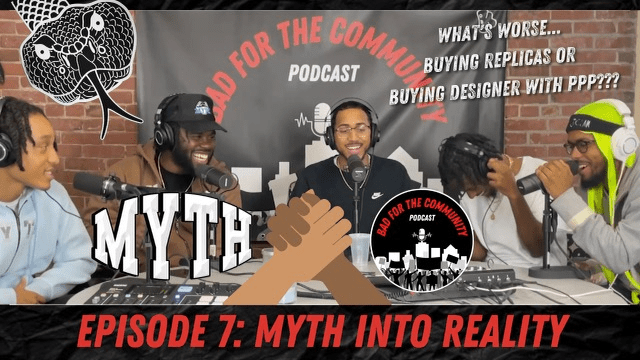 WHAT'S WORSE...
BUYING REPLICAS OR
BUYING DESIGNER WITH PPP???
BAD FOR THE COMMUNITY
PODCAST
MYTH
BAD FOR THE COMMUNITY
PODCAST
EPISODE 7: MYTH INTO REALITY